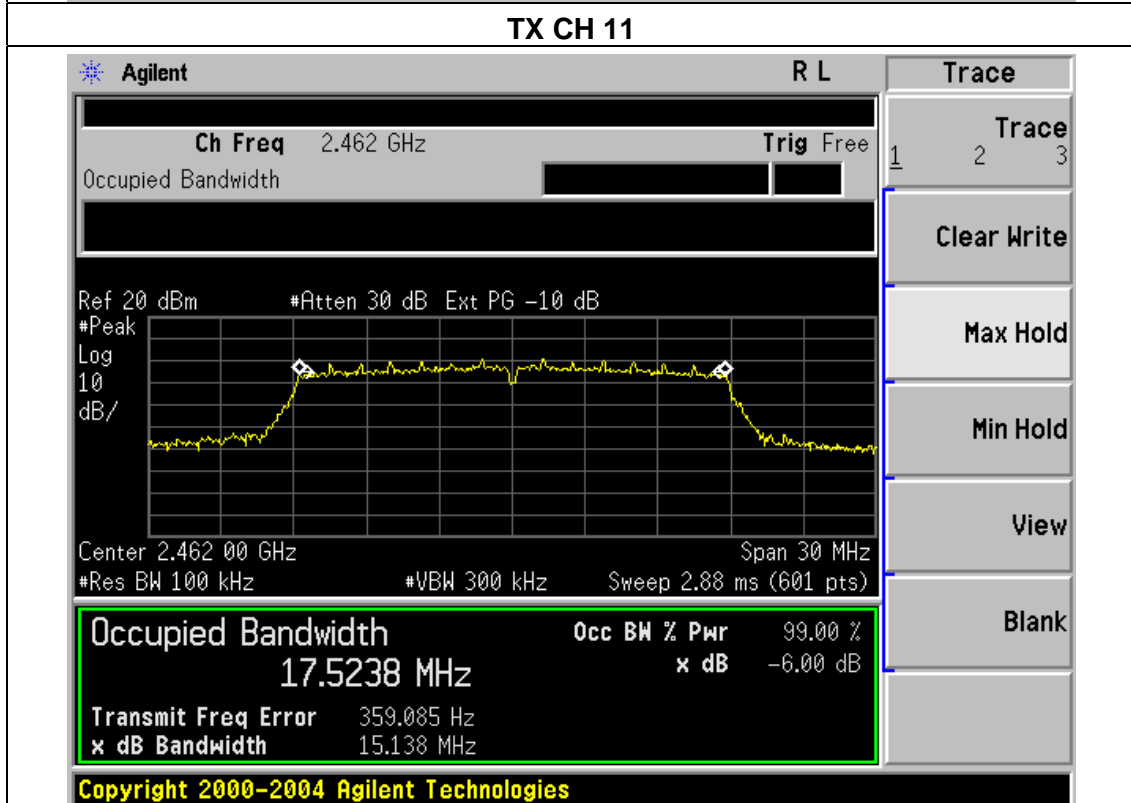 TX CH 11
Agilent R L Trace
Ch Freq 2.462 GHz Trig Free
Occupied Bandwidth
Trace
1 2 3
Clear Write
Max Hold
Min Hold
View
Blank
Ref 20 dBm #Atten 30 dB Ext PG -10 dB
#Peak
Log
10
dB/
Center 2.462 00 GHz Span 30 MHz
#Res BW 100 kHz #VBW 300 kHz Sweep 2.88 ms (601 pts)
Occupied Bandwidth Occ BW % Pwr 99.00 %
17.5238 MHz x dB -6.00 dB
Transmit Freq Error 359.085 Hz
x dB Bandwidth 15.138 MHz
Copyright 2000-2004 Agilent Technologies